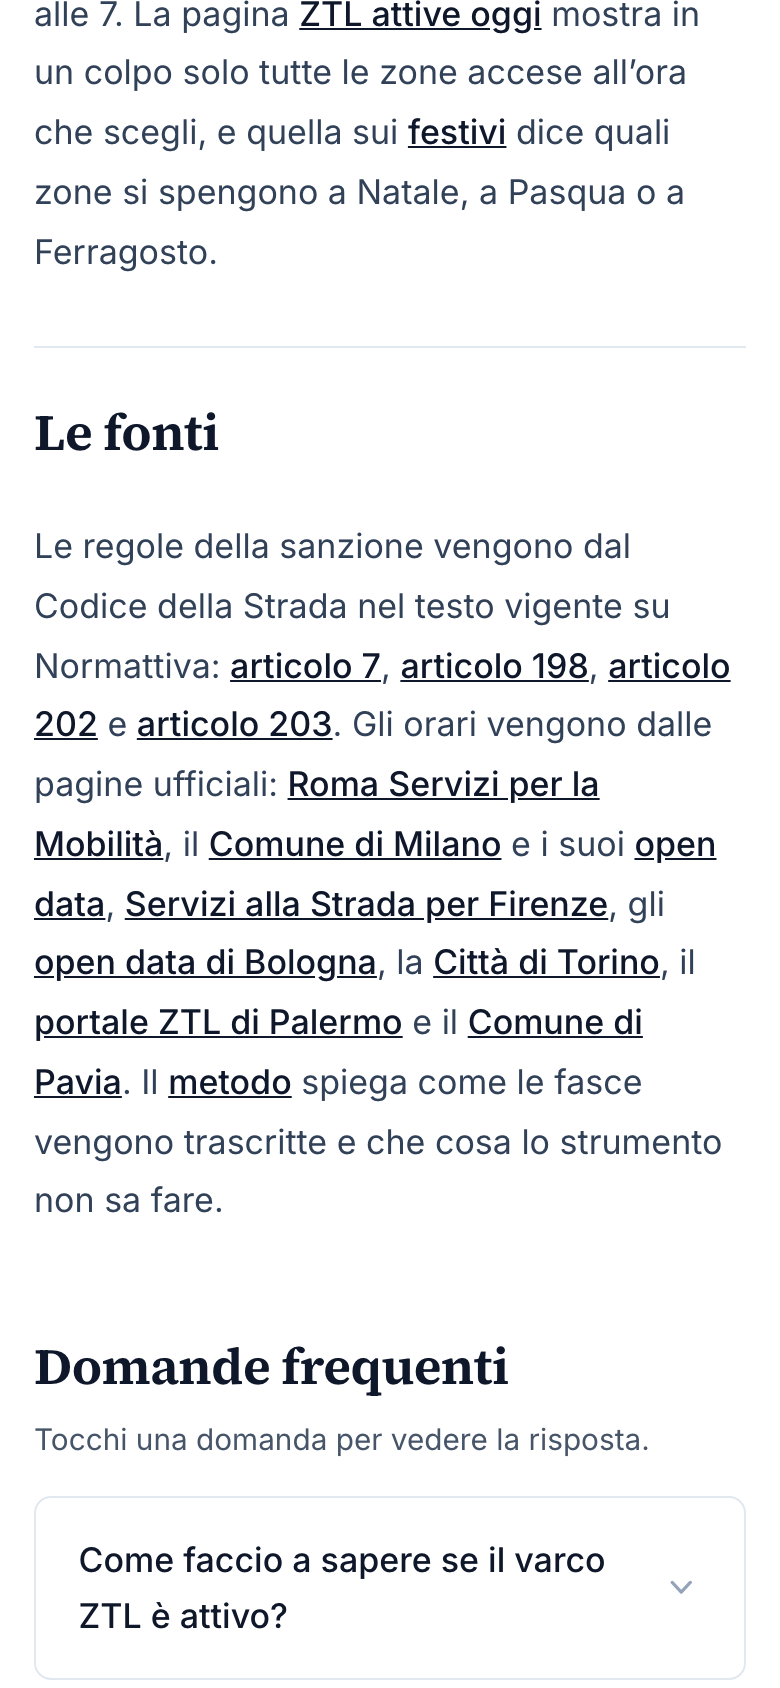 alle 7. La pagina ZTL attive oggi mostra in
un colpo solo tutte le zone accese all’ora
che scegli, e quella sui festivi dice quali
zone si spengono a Natale, a Pasqua o a
Ferragosto.
Le fonti
Le regole della sanzione vengono dal
Codice della Strada nel testo vigente su
Normattiva: articolo 7, articolo 198, articolo
202 e articolo 203. Gli orari vengono dalle
pagine ufficiali: Roma Servizi per la
Mobilità, il Comune di Milano e i suoi open
data, Servizi alla Strada per Firenze, gli
open data di Bologna, la Città di Torino, il
portale ZTL di Palermo e il Comune di
Pavia. Il metodo spiega come le fasce
vengono trascritte e che cosa lo strumento
non sa fare.
Domande frequenti
Tocchi una domanda per vedere la risposta.
Come faccio a sapere se il varco
ZTL è attivo?